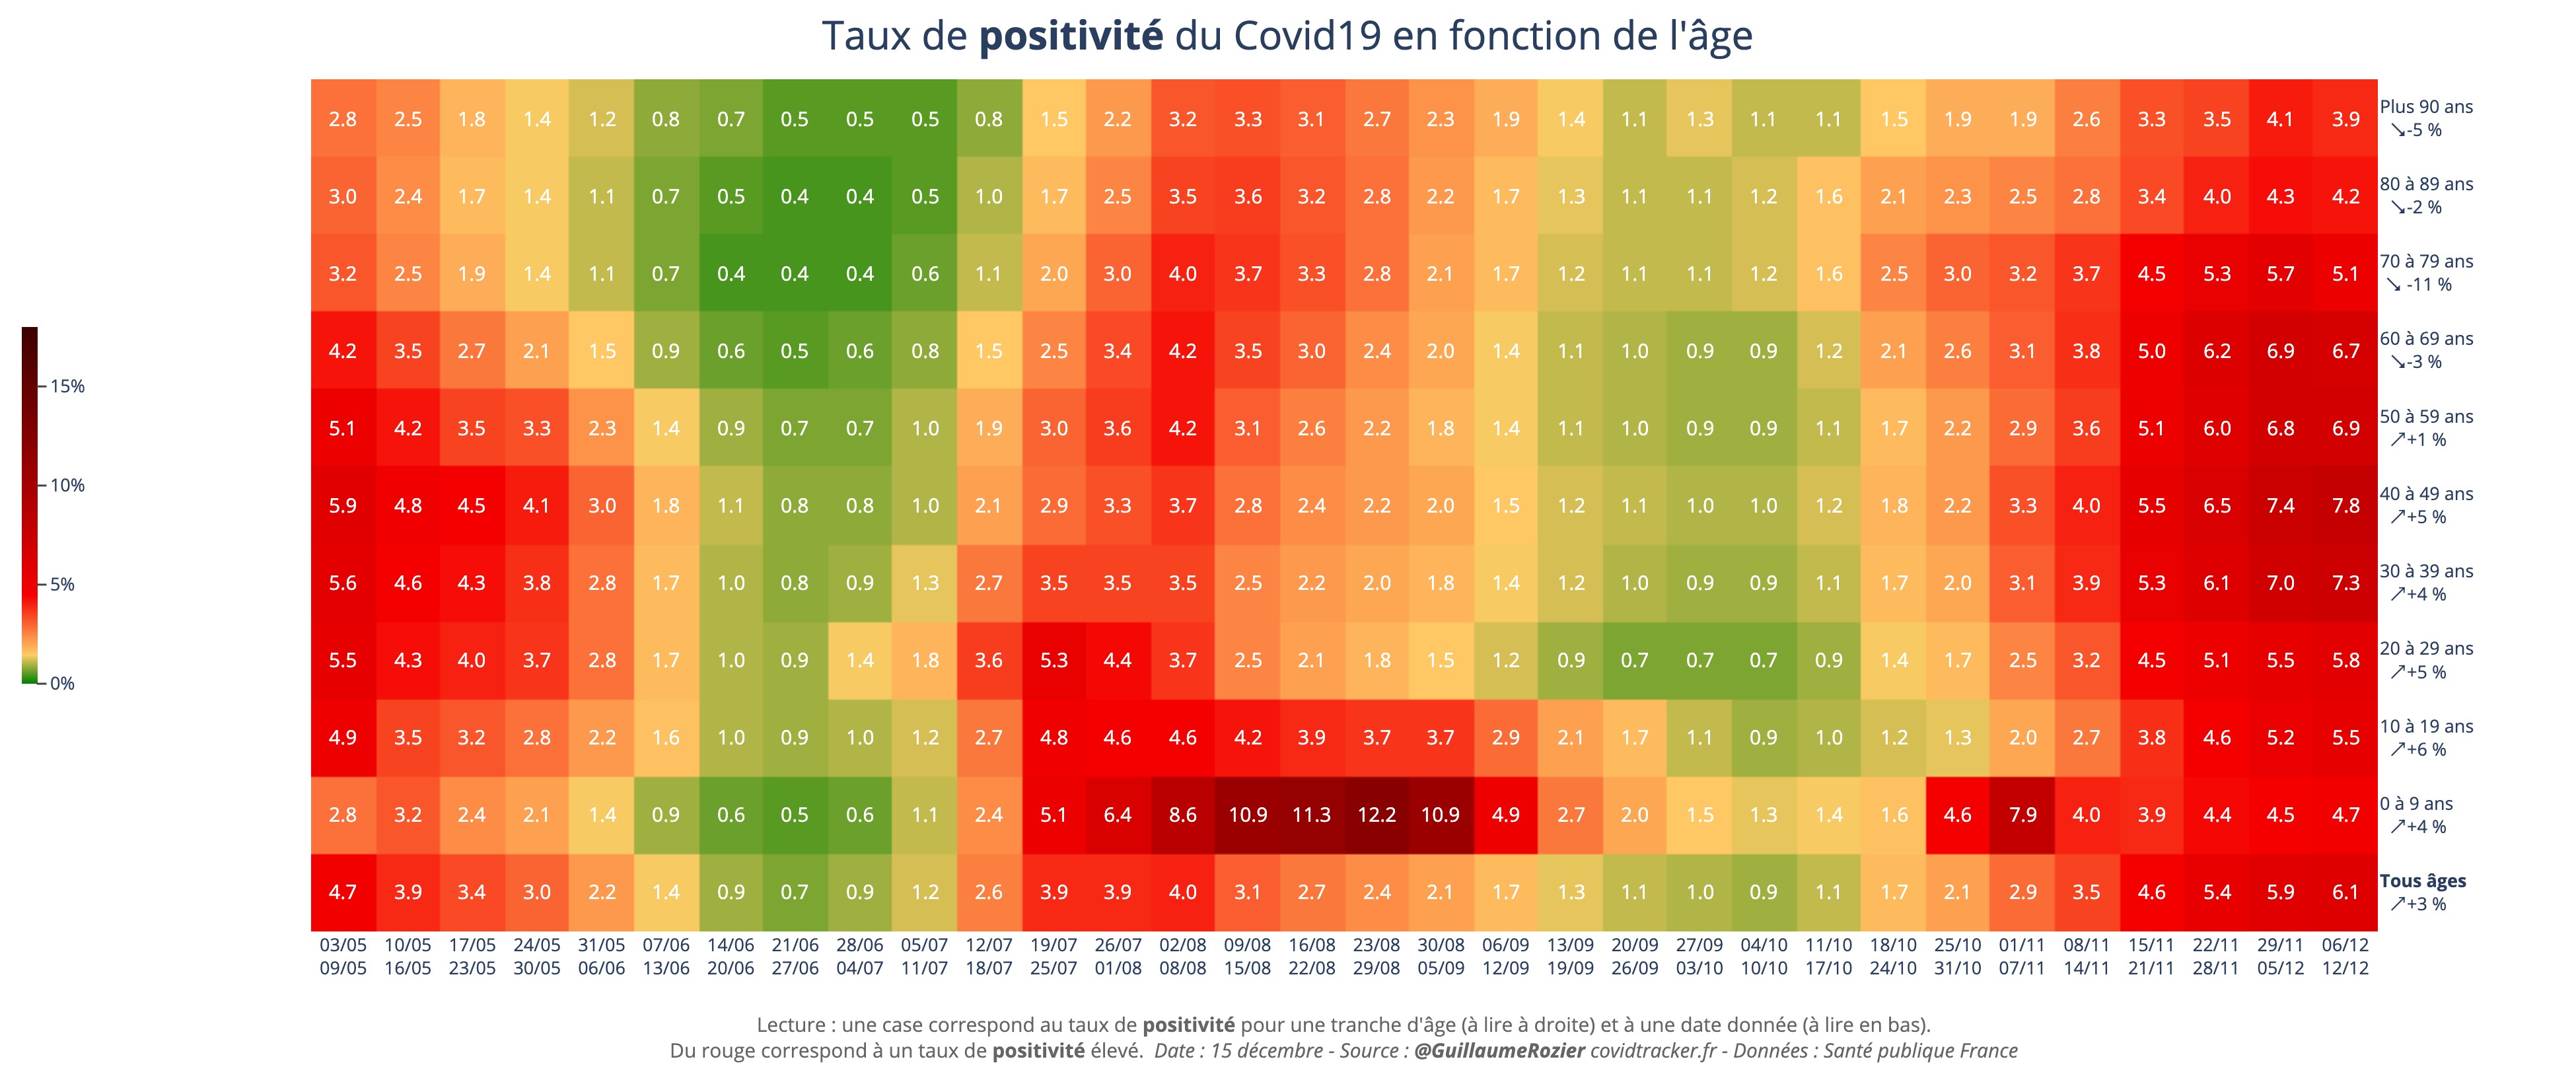 Taux de positivité du Covid19 en fonction de l'âge
2.8 2.5 1.8 1.4 1.2 0.8 0.7 0.5 0.5 0.5 0.8 1.5 2.2 3.2 3.3 3.1 2.7 2.3 1.9 1.4 1.1 1.3 1.1 1.1 1.5 1.9 1.9 2.6 3.3 3.5 4.1 3.9 Plus 90 ans
↘-5 %
3.0 2.4 1.7 1.4 1.1 0.7 0.5 0.4 0.4 0.5 1.0 1.7 2.5 3.5 3.6 3.2 2.8 2.2 1.7 1.3 1.1 1.1 1.2 1.6 2.1 2.3 2.5 2.8 3.4 4.0 4.3 4.2 80 à 89 ans
↘-2 %
3.2 2.5 1.9 1.4 1.1 0.7 0.4 0.4 0.4 0.6 1.1 2.0 3.0 4.0 3.7 3.3 2.8 2.1 1.7 1.2 1.1 1.1 1.2 1.6 2.5 3.0 3.2 3.7 4.5 5.3 5.7 5.1 70 à 79 ans
↘ -11 %
4.2 3.5 2.7 2.1 1.5 0.9 0.6 0.5 0.6 0.8 1.5 2.5 3.4 4.2 3.5 3.0 2.4 2.0 1.4 1.1 1.0 0.9 0.9 1.2 2.1 2.6 3.1 3.8 5.0 6.2 6.9 6.7 60 à 69 ans
↘-3 %
5.1 4.2 3.5 3.3 2.3 1.4 0.9 0.7 0.7 1.0 1.9 3.0 3.6 4.2 3.1 2.6 2.2 1.8 1.4 1.1 1.0 0.9 0.9 1.1 1.7 2.2 2.9 3.6 5.1 6.0 6.8 6.9 50 à 59 ans
↗+1 %
5.9 4.8 4.5 4.1 3.0 1.8 1.1 0.8 0.8 1.0 2.1 2.9 3.3 3.7 2.8 2.4 2.2 2.0 1.5 1.2 1.1 1.0 1.0 1.2 1.8 2.2 3.3 4.0 5.5 6.5 7.4 7.8 40 à 49 ans
↗+5 %
5.6 4.6 4.3 3.8 2.8 1.7 1.0 0.8 0.9 1.3 2.7 3.5 3.5 3.5 2.5 2.2 2.0 1.8 1.4 1.2 1.0 0.9 0.9 1.1 1.7 2.0 3.1 3.9 5.3 6.1 7.0 7.3 30 à 39 ans
↗+4 %
5.5 4.3 4.0 3.7 2.8 1.7 1.0 0.9 1.4 1.8 3.6 5.3 4.4 3.7 2.5 2.1 1.8 1.5 1.2 0.9 0.7 0.7 0.7 0.9 1.4 1.7 2.5 3.2 4.5 5.1 5.5 5.8 20 à 29 ans
↗+5 %
4.9 3.5 3.2 2.8 2.2 1.6 1.0 0.9 1.0 1.2 2.7 4.8 4.6 4.6 4.2 3.9 3.7 3.7 2.9 2.1 1.7 1.1 0.9 1.0 1.2 1.3 2.0 2.7 3.8 4.6 5.2 5.5 10 à 19 ans
↗+6 %
2.8 3.2 2.4 2.1 1.4 0.9 0.6 0.5 0.6 1.1 2.4 5.1 6.4 8.6 10.9 11.3 12.2 10.9 4.9 2.7 2.0 1.5 1.3 1.4 1.6 4.6 7.9 4.0 3.9 4.4 4.5 4.7 0 à 9 ans
↗+4 %
4.7 3.9 3.4 3.0 2.2 1.4 0.9 0.7 0.9 1.2 2.6 3.9 3.9 4.0 3.1 2.7 2.4 2.1 1.7 1.3 1.1 1.0 0.9 1.1 1.7 2.1 2.9 3.5 4.6 5.4 5.9 6.1 Tous âges
↗+3 %
15%
10%
5%
0%
03/05 10/05 17/05 24/05 31/05 07/06 14/06 21/06 28/06 05/07 12/07 19/07 26/07 02/08 09/08 16/08 23/08 30/08 06/09 13/09 20/09 27/09 04/10 11/10 18/10 25/10 01/11 08/11 15/11 22/11 29/11 06/12
09/05 16/05 23/05 30/05 06/06 13/06 20/06 27/06 04/07 11/07 18/07 25/07 01/08 08/08 15/08 22/08 29/08 05/09 12/09 19/09 26/09 03/10 10/10 17/10 24/10 31/10 07/11 14/11 21/11 28/11 05/12 12/12
Lecture : une case correspond au taux de positivité pour une tranche d'âge (à lire à droite) et à une date donnée (à lire en bas).
Du rouge correspond à un taux de positivité élevé. Date : 15 décembre - Source : @GuillaumeRozier covidtracker.fr - Données : Santé publique France